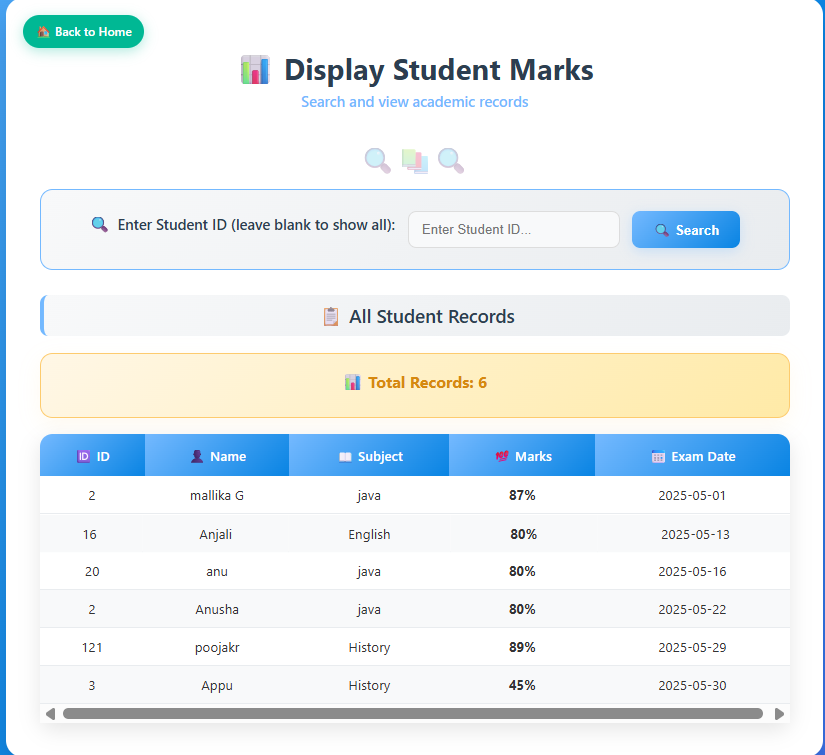 Back to Home
Display Student Marks
Search and view academic records
Enter Student ID (leave blank to show all): Enter Student ID... Search
All Student Records
Total Records: 6
ID ID Name Subject Marks Exam Date
2 mallika G java 87% 2025-05-01
16 Anjali English 80% 2025-05-13
20 anu java 80% 2025-05-16
2 Anusha java 80% 2025-05-22
121 poojakr History 89% 2025-05-29
3 Appu History 45% 2025-05-30